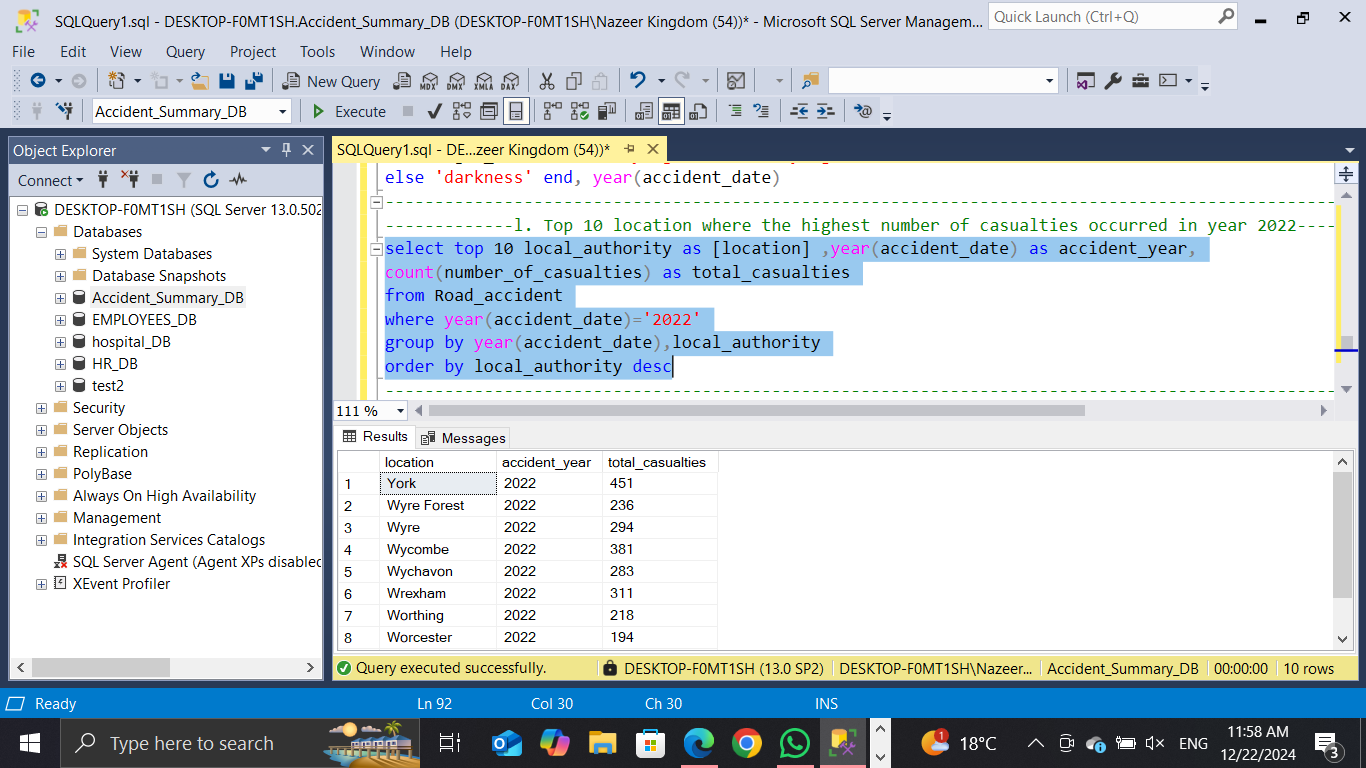 SQLQuery1.sql - DESKTOP-F0MT1SH.Accident_Summary_DB (DESKTOP-F0MT1SH\Nazeer Kingdom (54))* - Microsoft SQL Server Managem...
Quick Launch (Ctrl+Q)
File Edit View Query Project Tools Window Help
New Query
MDX DMX XMLA DAX
Accident_Summary_DB
Execute
Object Explorer
Connect
DESKTOP-F0MT1SH (SQL Server 13.0.502
Databases
System Databases
Database Snapshots
Accident_Summary_DB
EMPLOYEES_DB
hospital_DB
HR_DB
test2
Security
Server Objects
Replication
PolyBase
Always On High Availability
Management
Integration Services Catalogs
SQL Server Agent (Agent XPs disabled
XEvent Profiler
SQLQuery1.sql - DE...zeer Kingdom (54))*
else 'darkness' end, year(accident_date)
-------------l. Top 10 location where the highest number of casualties occurred in year 2022----
select top 10 local_authority as [location] ,year(accident_date) as accident_year,
count(number_of_casualties) as total_casualties
from Road_accident
where year(accident_date)='2022'
group by year(accident_date),local_authority
order by local_authority desc
111 %
Results Messages
location accident_year total_casualties
1 York 2022 451
2 Wyre Forest 2022 236
3 Wyre 2022 294
4 Wycombe 2022 381
5 Wychavon 2022 283
6 Wrexham 2022 311
7 Worthing 2022 218
8 Worcester 2022 194
Query executed successfully. DESKTOP-F0MT1SH (13.0 SP2) DESKTOP-F0MT1SH\Nazeer... Accident_Summary_DB 00:00:00 10 rows
Ready Ln 92 Col 30 Ch 30 INS
Type here to search
1
18°C
ENG
11:58 AM
12/22/2024
3